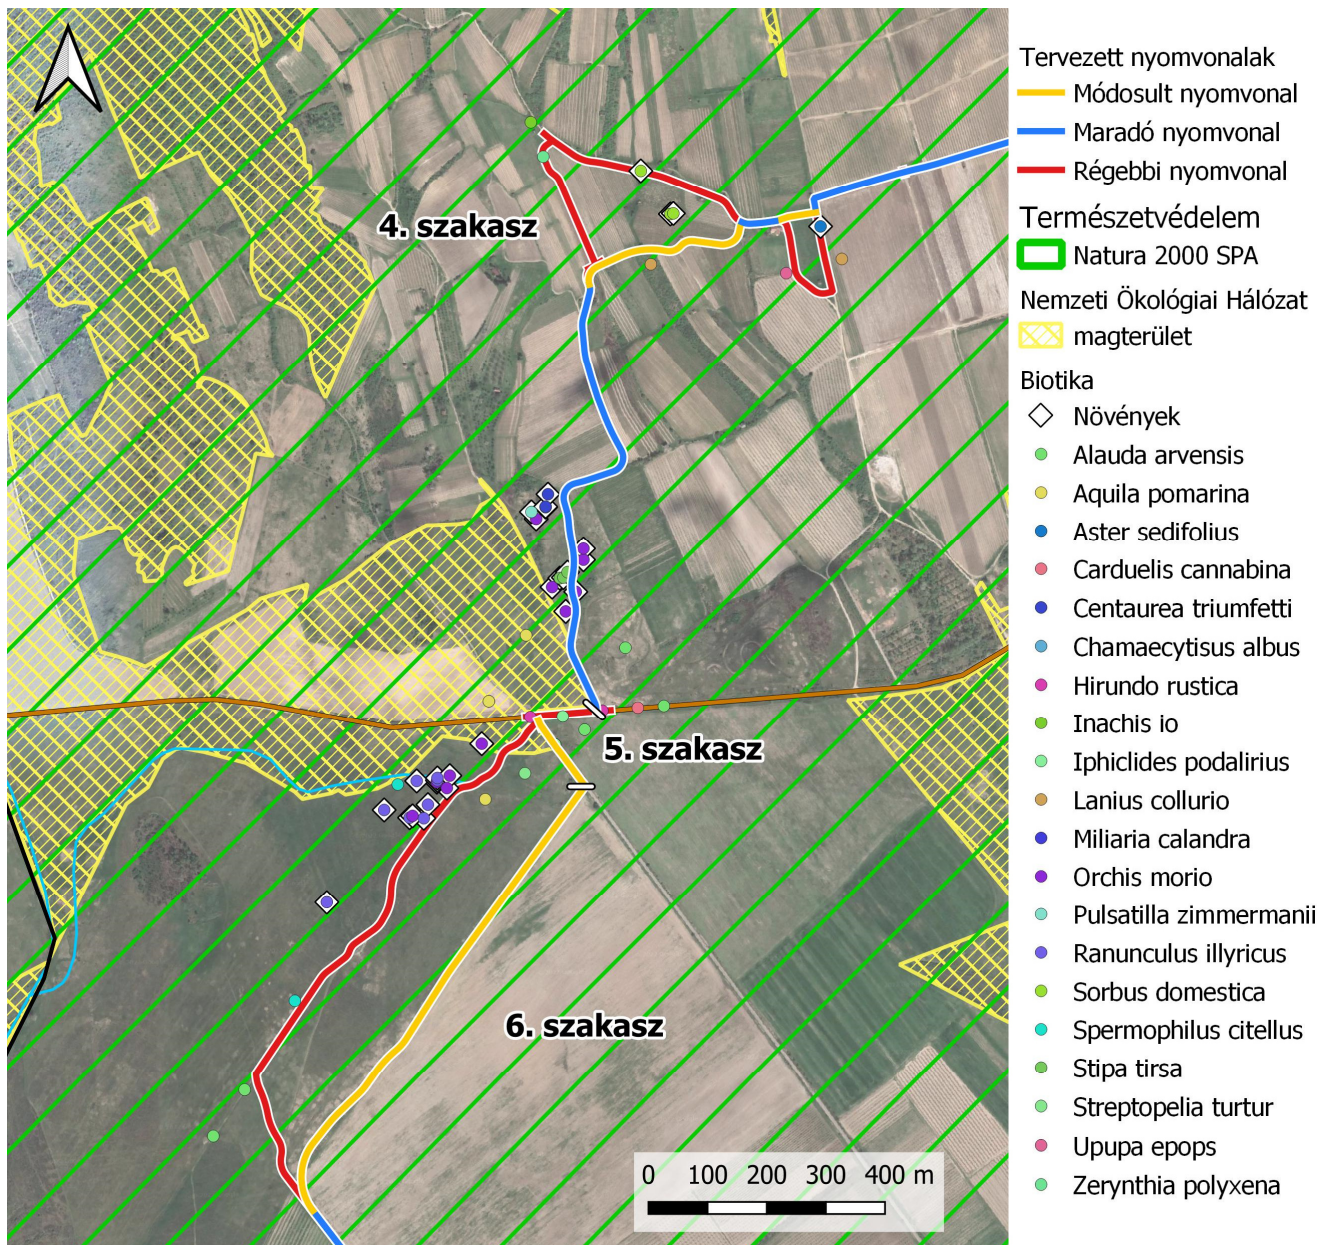 4. szakasz
5. szakasz
6. szakasz
0 100 200 300 400 m
Tervezett nyomvonalak
Módosult nyomvonal
Maradó nyomvonal
Régebbi nyomvonal
Természetvédelem
Natura 2000 SPA
Nemzeti Ökológiai Hálózat
magterület
Biotika
Növények
Alauda arvensis
Aquila pomarina
Aster sedifolius
Carduelis cannabina
Centaurea triumfetti
Chamaecytisus albus
Hirundo rustica
Inachis io
Iphiclides podalirius
Lanius collurio
Miliaria calandra
Orchis morio
Pulsatilla zimmermanii
Ranunculus illyricus
Sorbus domestica
Spermophilus citellus
Stipa tirsa
Streptopelia turtur
Upupa epops
Zerynthia polyxena